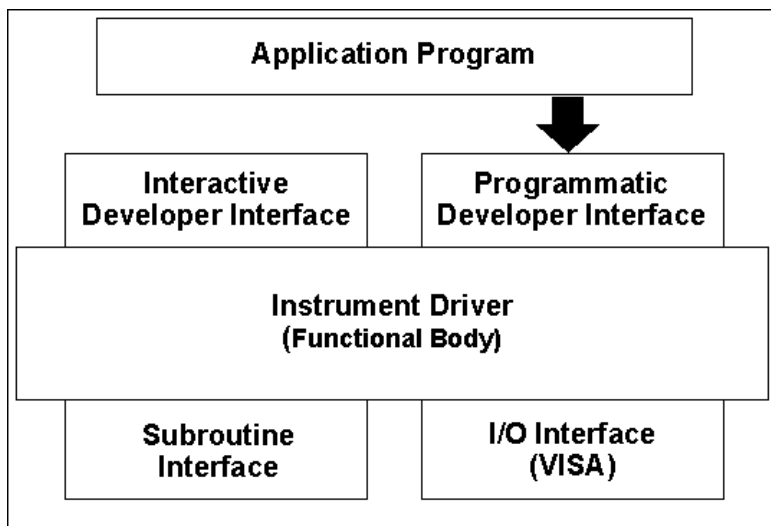 Application Program
Interactive
Developer Interface
Programmatic
Developer Interface
Instrument Driver
(Functional Body)
Subroutine
Interface
I/O Interface
(VISA)